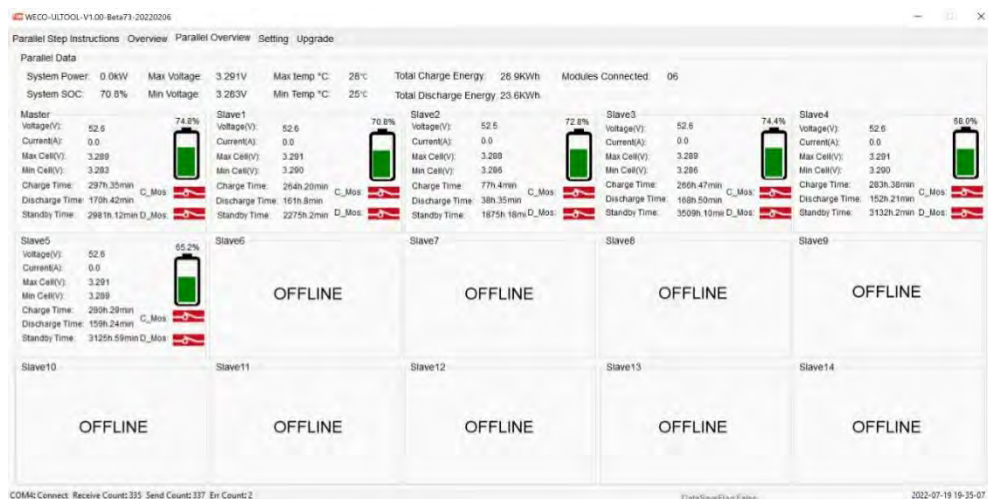 WECO-ULTOOL-V1.00-Beta73-20220206
Parallel Step Instructions Overview Parallel Overview Setting Upgrade
Parallel Data
System Power: 0.0kW Max Voltage: 3.291V Max temp °C: 26°c Total Charge Energy: 28.9KWh Modules Connected: 06
System SOC: 70.8% Min Voltage: 3.283V Min Temp °C: 25°c Total Discharge Energy: 23.6KWh
Master
74.8%
Voltage(V): 52.6
Current(A): 0.0
Max Cell(V): 3.289
Min Cell(V): 3.283
Charge Time: 297h.35min C_Mos:
Discharge Time: 170h.42min
Standby Time: 2981h.12min D_Mos:
Slave1
70.8%
Voltage(V): 52.6
Current(A): 0.0
Max Cell(V): 3.291
Min Cell(V): 3.290
Charge Time: 264h.20min C_Mos:
Discharge Time: 161h.8min
Standby Time: 2275h.2min D_Mos:
Slave2
72.8%
Voltage(V): 52.5
Current(A): 0.0
Max Cell(V): 3.288
Min Cell(V): 3.286
Charge Time: 77h.4min C_Mos:
Discharge Time: 38h.35min
Standby Time: 1875h.18min D_Mos:
Slave3
74.4%
Voltage(V): 52.6
Current(A): 0.0
Max Cell(V): 3.289
Min Cell(V): 3.286
Charge Time: 266h.47min C_Mos:
Discharge Time: 168h.50min
Standby Time: 3509h.10min D_Mos:
Slave4
68.0%
Voltage(V): 52.6
Current(A): 0.0
Max Cell(V): 3.291
Min Cell(V): 3.290
Charge Time: 283h.38min C_Mos:
Discharge Time: 152h.21min
Standby Time: 3132h.2min D_Mos:
Slave5
65.2%
Voltage(V): 52.6
Current(A): 0.0
Max Cell(V): 3.291
Min Cell(V): 3.289
Charge Time: 280h.29min C_Mos:
Discharge Time: 159h.24min
Standby Time: 3125h.59min D_Mos:
Slave6
OFFLINE
Slave7
OFFLINE
Slave8
OFFLINE
Slave9
OFFLINE
Slave10
OFFLINE
Slave11
OFFLINE
Slave12
OFFLINE
Slave13
OFFLINE
Slave14
OFFLINE
COM4: Connect Receive Count: 335 Send Count: 337 Err Count: 2
2022-07-19 19-35-07